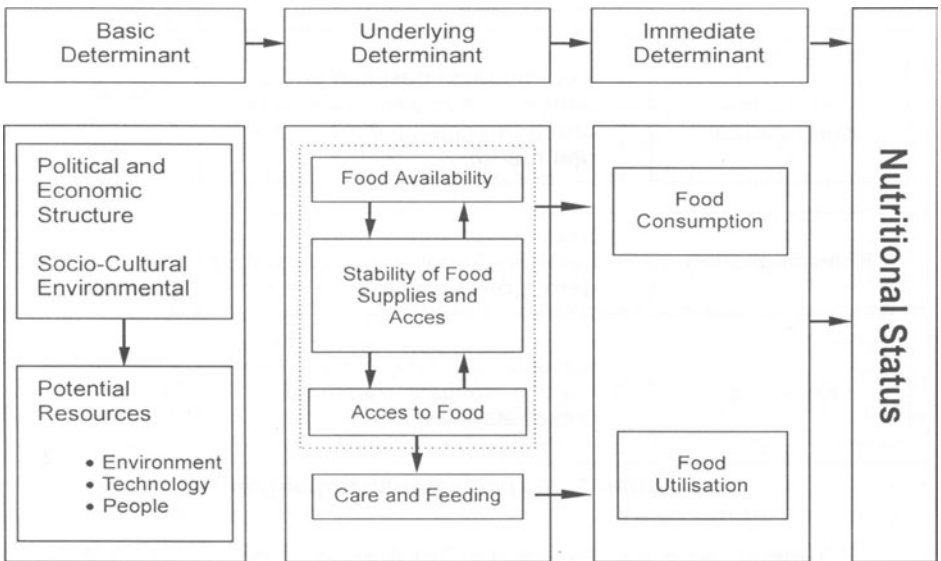 Basic
Determinant
Underlying
Determinant
Immediate
Determinant
Political and
Economic
Structure
Socio-Cultural
Environmental
Potential
Resources
• Environment
• Technology
• People
Food Availability
Stability of Food
Supplies and
Acces
Acces to Food
Care and Feeding
Food
Consumption
Food
Utilisation
Nutritional Status